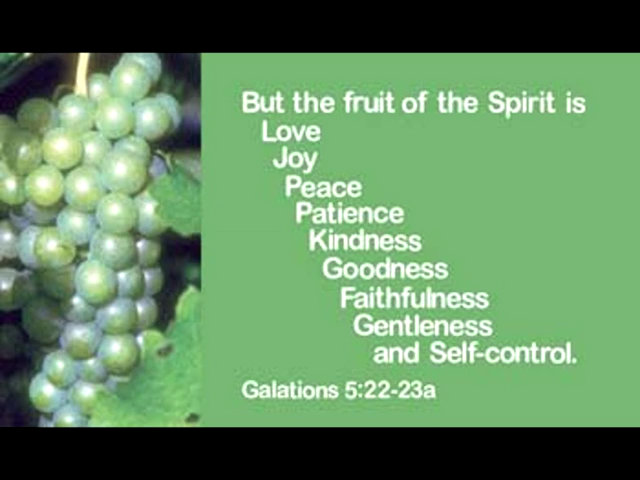 But the fruit of the Spirit is
Love
Joy
Peace
Patience
Kindness
Goodness
Faithfulness
Gentleness
and Self-control.
Galations 5:22-23a